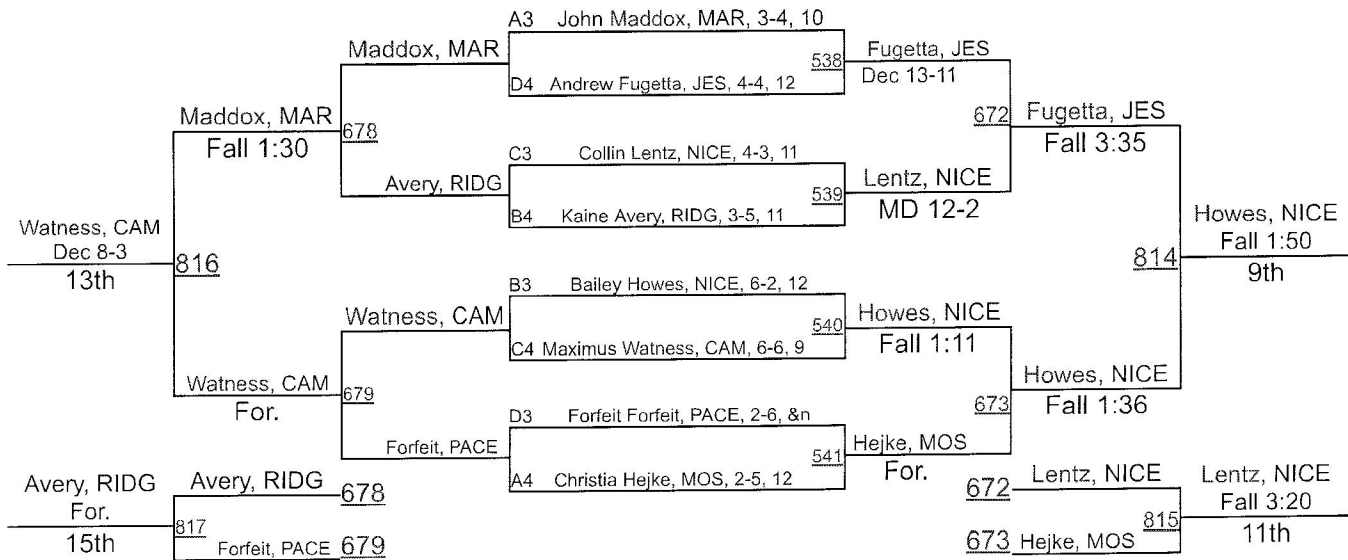 A3 John Maddox, MAR, 3-4, 10
Maddox, MAR
538
Fugetta, JES
Dec 13-11
D4 Andrew Fugetta, JES, 4-4, 12
Maddox, MAR
Fall 1:30
678
672
Fugetta, JES
Fall 3:35
C3 Collin Lentz, NICE, 4-3, 11
Avery, RIDG
539
Lentz, NICE
MD 12-2
B4 Kaine Avery, RIDG, 3-5, 11
Watness, CAM
Dec 8-3
13th
816
814
Howes, NICE
Fall 1:50
9th
B3 Bailey Howes, NICE, 6-2, 12
Watness, CAM
540
Howes, NICE
Fall 1:11
C4 Maximus Watness, CAM, 6-6, 9
Watness, CAM
For.
679
673
Howes, NICE
Fall 1:36
D3 Forfeit Forfeit, PACE, 2-6, &n
Forfeit, PACE
541
Hejke, MOS
For.
A4 Christia Hejke, MOS, 2-5, 12
Avery, RIDG
For.
15th
Avery, RIDG 678
817
Forfeit, PACE 679
672 Lentz, NICE
815
673 Hejke, MOS
Lentz, NICE
Fall 3:20
11th